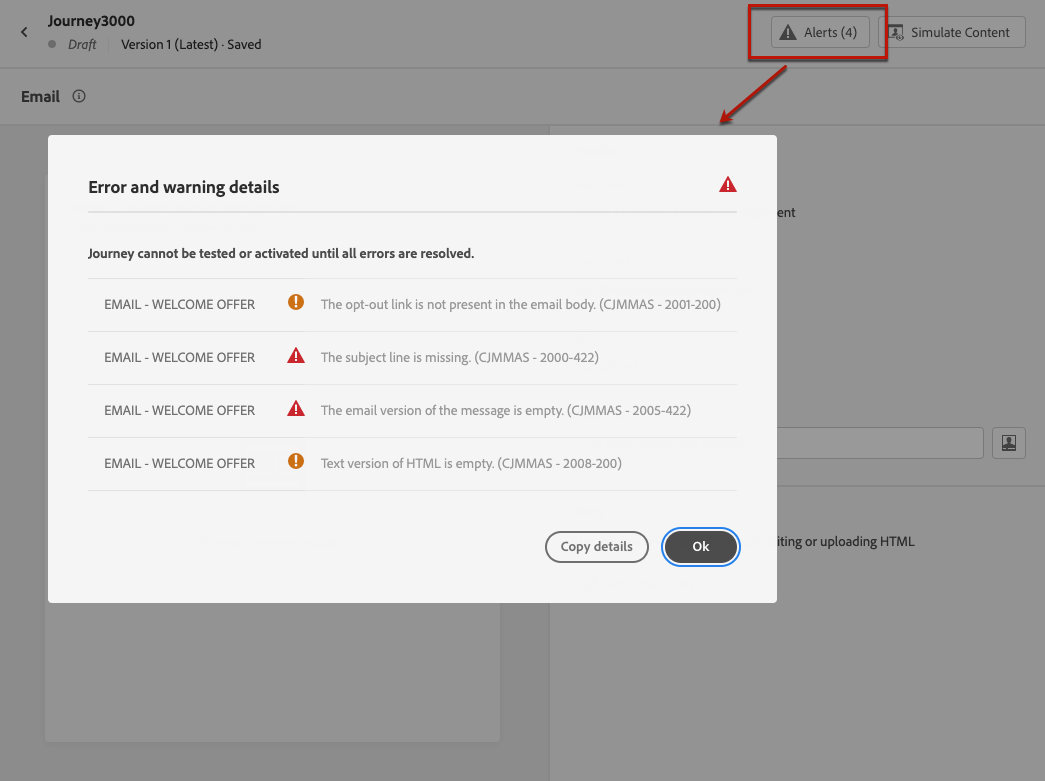 Journey3000
Draft Version 1 (Latest) · Saved
Alerts (4)
Simulate Content
Email
Error and warning details
ent
Journey cannot be tested or activated until all errors are resolved.
EMAIL - WELCOME OFFER The opt-out link is not present in the email body. (CJMMAS - 2001-200)
EMAIL - WELCOME OFFER The subject line is missing. (CJMMAS - 2000-422)
EMAIL - WELCOME OFFER The email version of the message is empty. (CJMMAS - 2005-422)
EMAIL - WELCOME OFFER Text version of HTML is empty. (CJMMAS - 2008-200)
Copy details
Ok
iting or uploading HTML